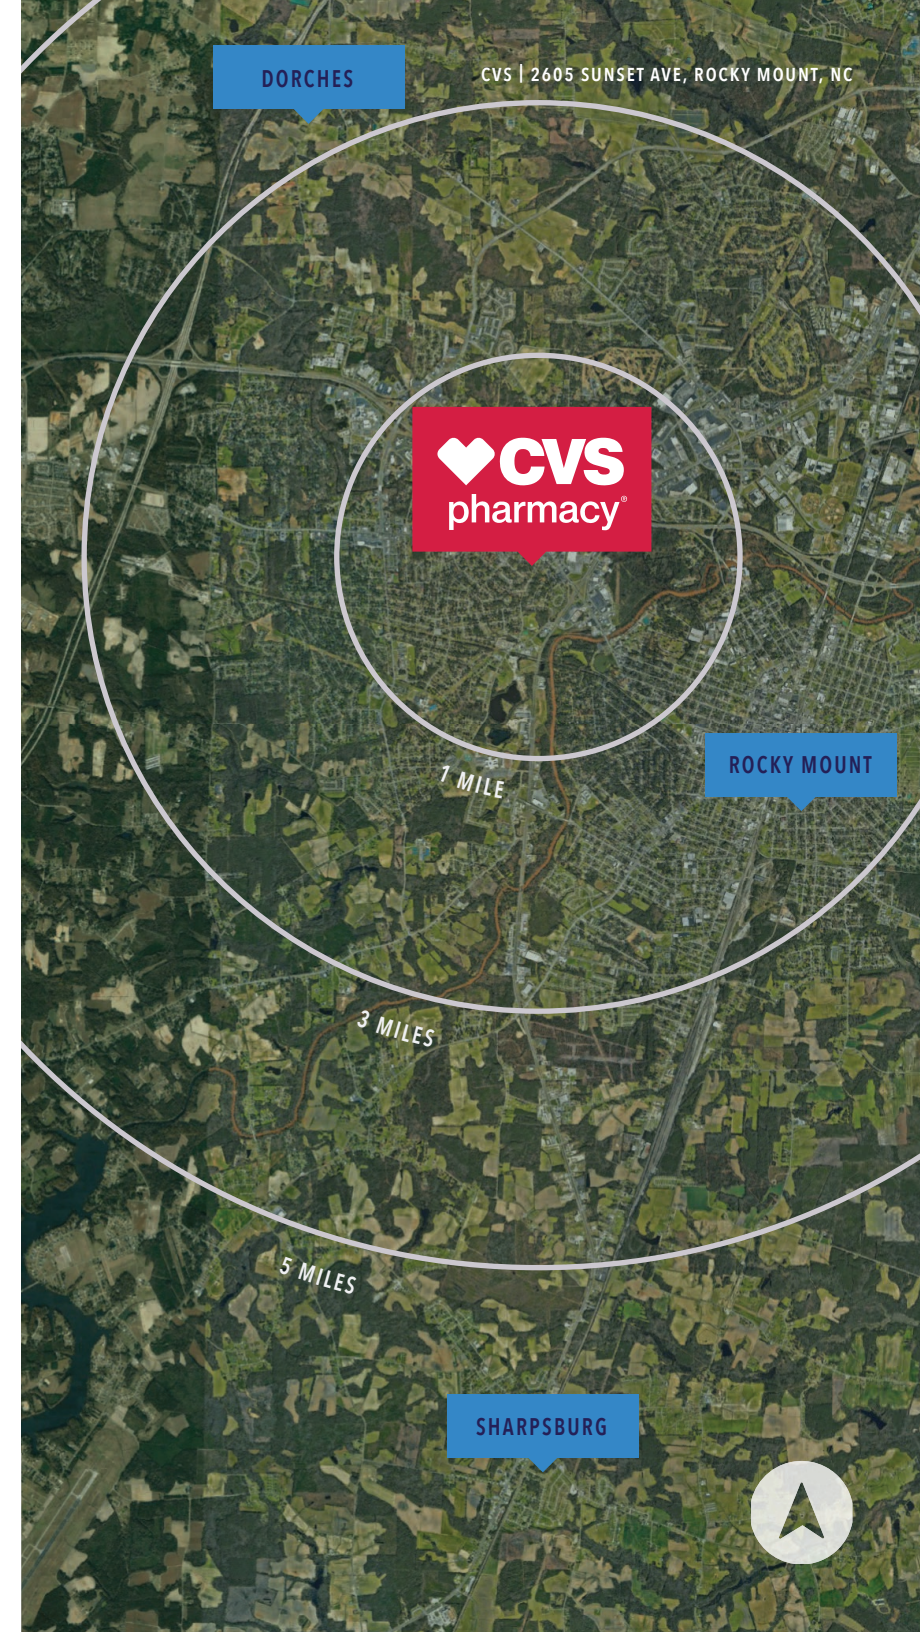 DORCHES
CVS | 2605 SUNSET AVE, ROCKY MOUNT, NC
CVS
pharmacy®
ROCKY MOUNT
1 MILE
3 MILES
5 MILES
SHARPSBURG